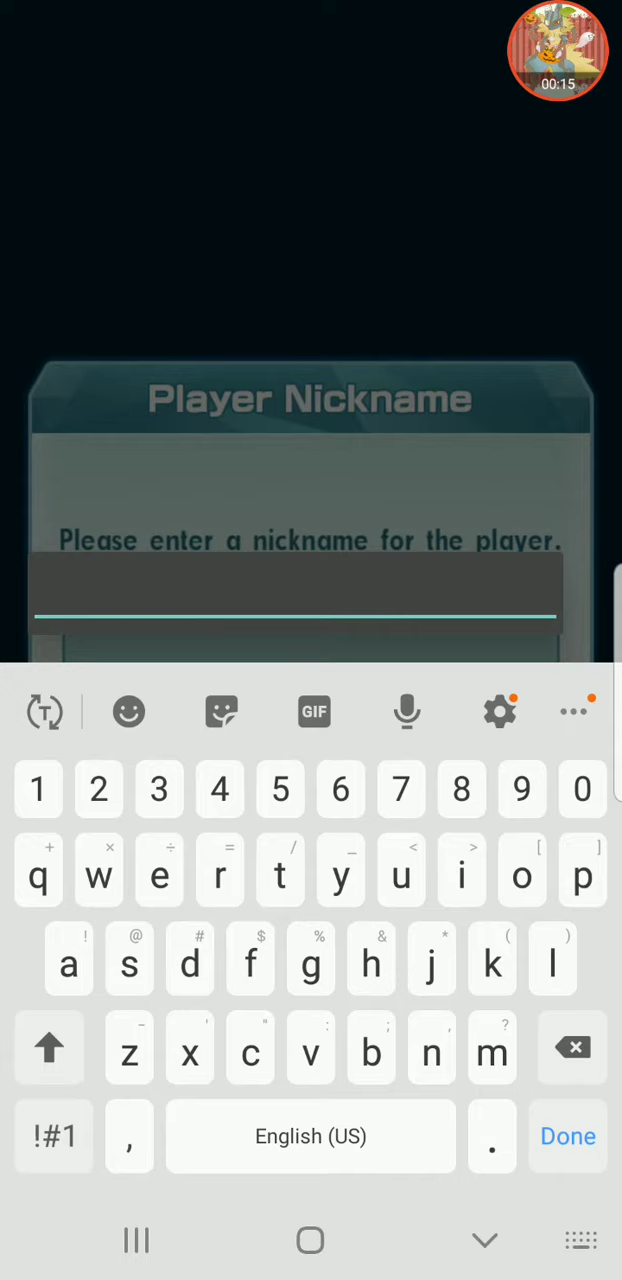 00:15
Player Nickname
Please enter a nickname for the player.
T GIF
1 2 3 4 5 6 7 8 9 0
+ × ÷ = / _ < > [ ]
q w e r t y u i o p
! @ # $ % & * ( )
a s d f g h j k l
- ' " : ; , ?
z x c v b n m
!#1 , English (US) . Done